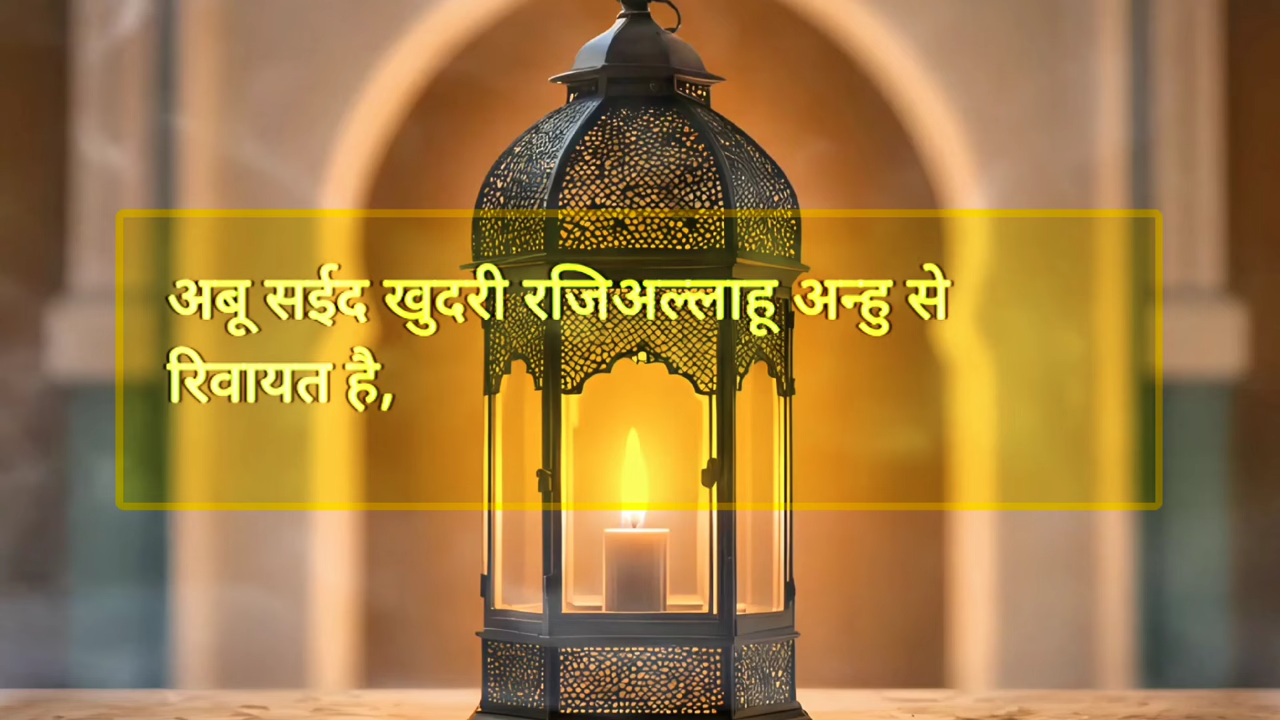 अबू सईद खुदरी रजिअल्लाहू अन्हु से
रिवायत है,